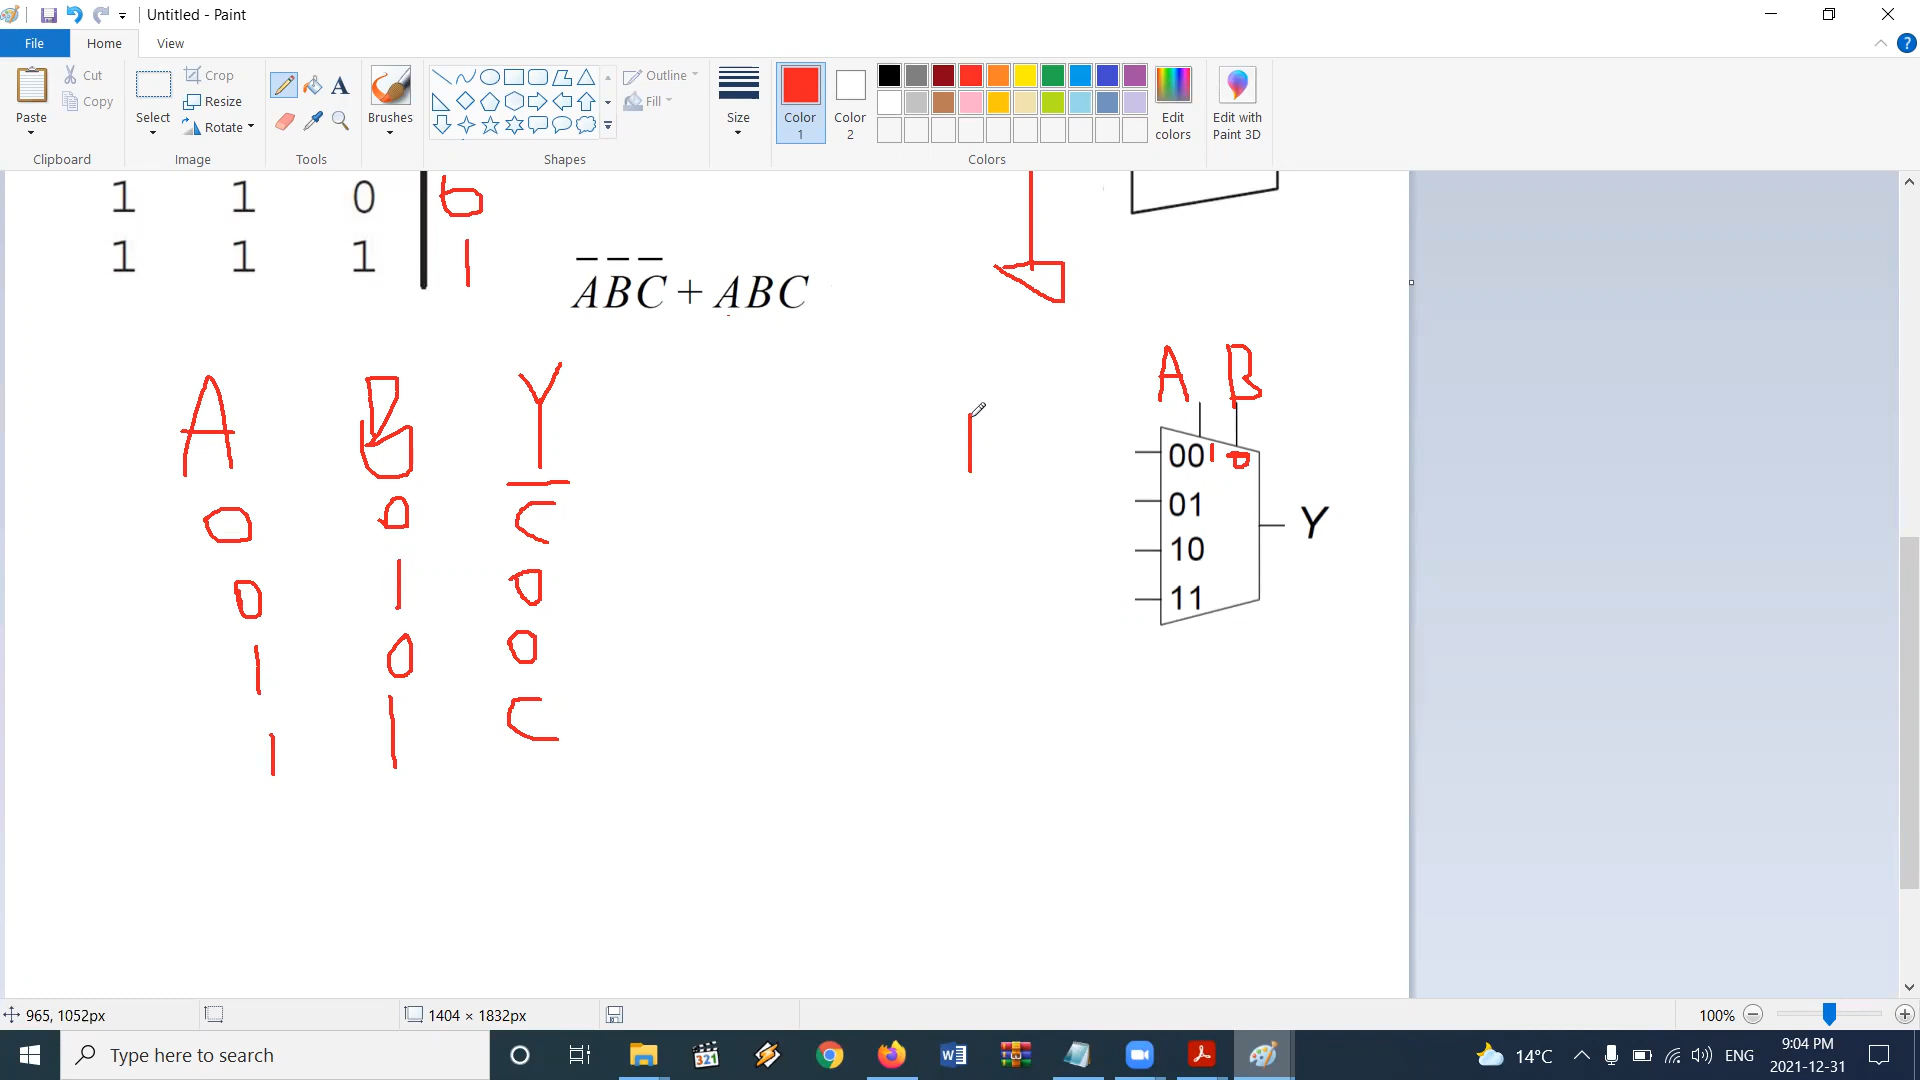 Untitled - Paint
File Home View
Paste
Cut
Copy
Clipboard
Select
Crop
Resize
Rotate
Image
Tools
Brushes
Shapes
Outline
Fill
Size
Color 1
Color 2
Colors
Edit colors
Edit with Paint 3D
1 1 0 0
1 1 1 1
A̅B̅C̅ + ABC
A B Y
0 0 C̅
0 1 0
1 0 0
1 1 C
A B
00 1 0
01
10
11
Y
965, 1052px
1404 × 1832px
100%
Type here to search
321
14°C
ENG
9:04 PM
2021-12-31